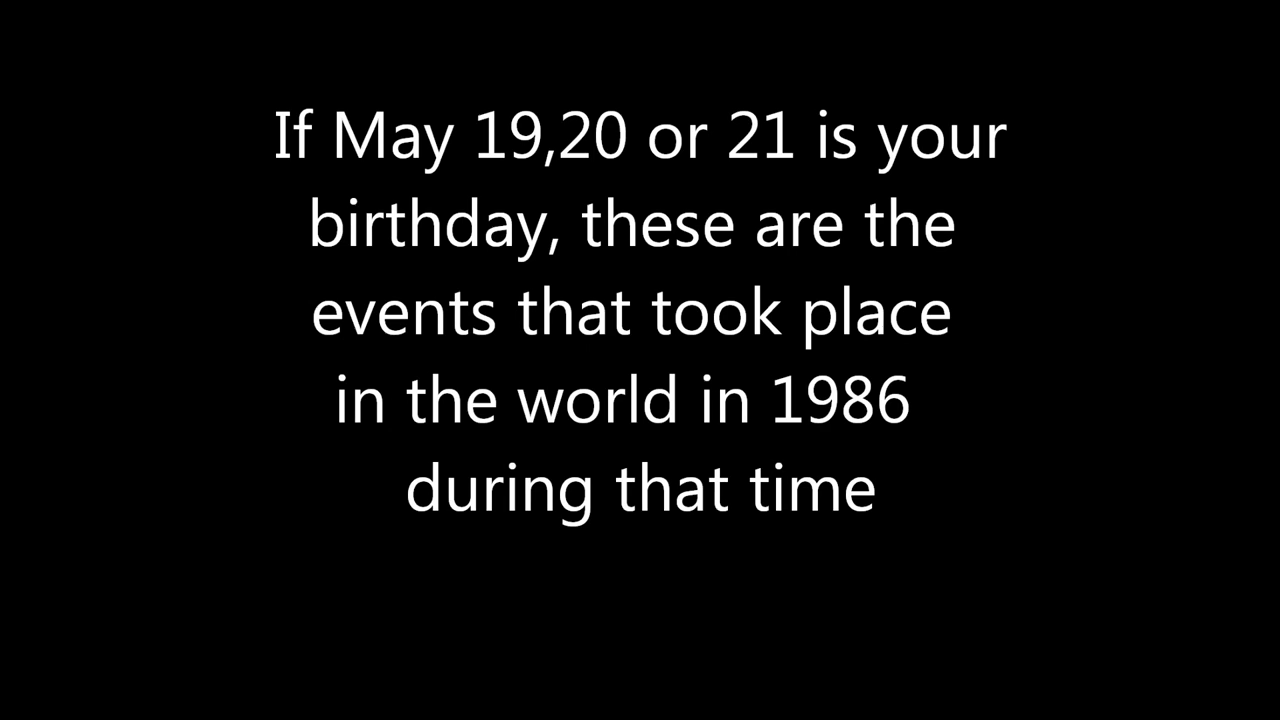 If May 19,20 or 21 is your
birthday, these are the
events that took place
in the world in 1986
during that time